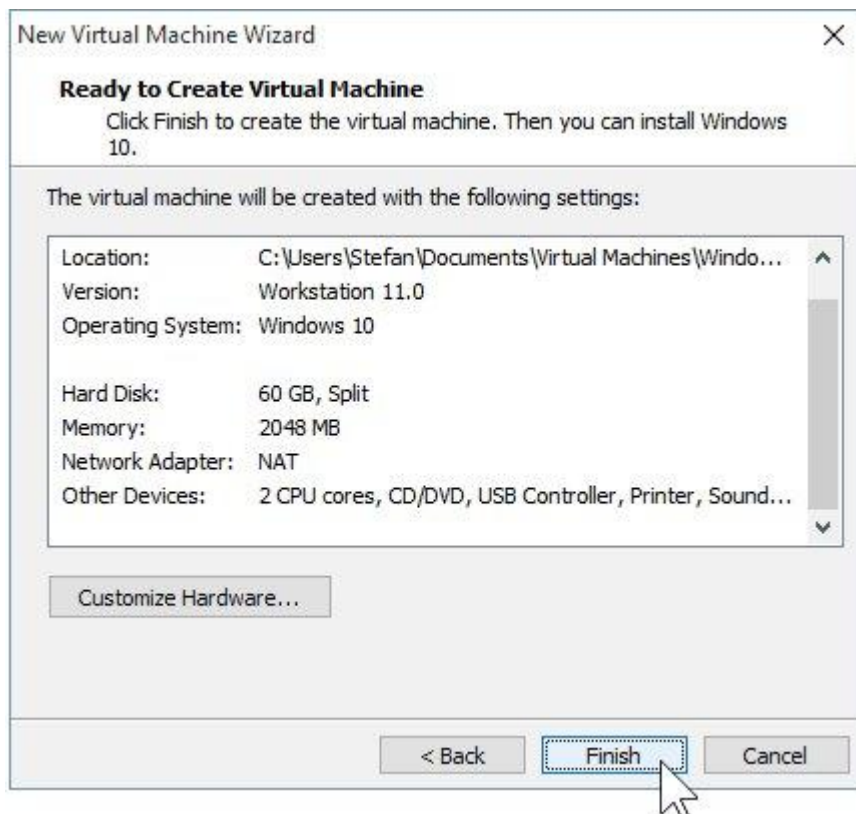 New Virtual Machine Wizard
Ready to Create Virtual Machine
Click Finish to create the virtual machine. Then you can install Windows
10.
The virtual machine will be created with the following settings:
Location: C:\Users\Stefan\Documents\Virtual Machines\Windo...
Version: Workstation 11.0
Operating System: Windows 10
Hard Disk: 60 GB, Split
Memory: 2048 MB
Network Adapter: NAT
Other Devices: 2 CPU cores, CD/DVD, USB Controller, Printer, Sound...
Customize Hardware...
< Back Finish Cancel